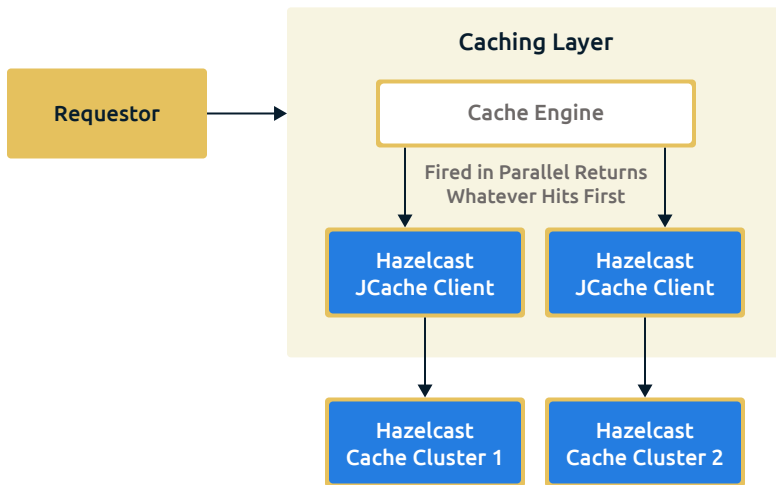 Caching Layer
Requestor
Cache Engine
Fired in Parallel Returns
Whatever Hits First
Hazelcast
JCache Client
Hazelcast
JCache Client
Hazelcast
Cache Cluster 1
Hazelcast
Cache Cluster 2